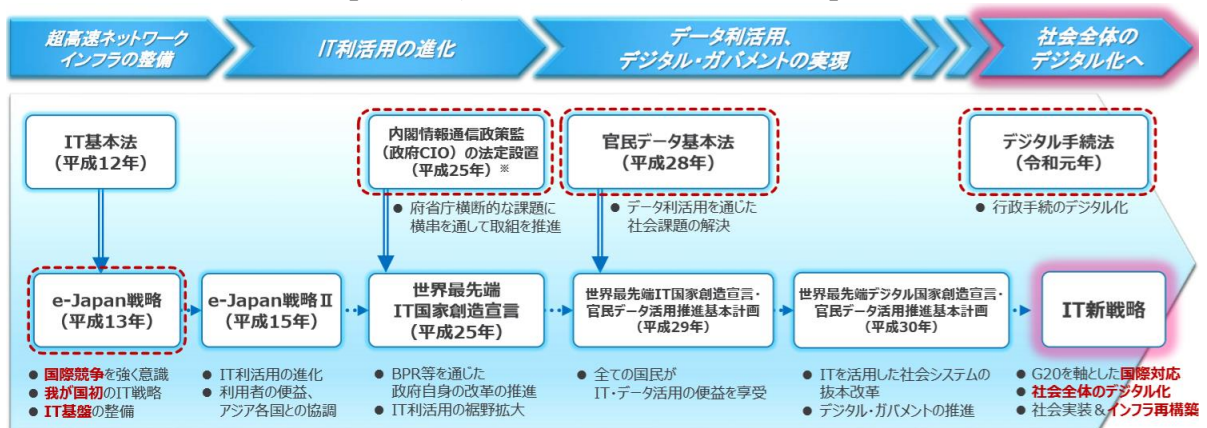 超高速ネットワーク
インフラの整備
IT利活用の進化
データ利活用、
デジタル・ガバメントの実現
社会全体の
デジタル化へ
IT基本法
(平成12年)
内閣情報通信政策監
(政府CIO)の法定設置
(平成25年)※
官民データ基本法
(平成28年)
デジタル手続法
(令和元年)
● 府省庁横断的な課題に
横串を通して取組を推進
● データ利活用を通じた
社会課題の解決
● 行政手続のデジタル化
e-Japan戦略
(平成13年)
e-Japan戦略Ⅱ
(平成15年)
世界最先端
IT国家創造宣言
(平成25年)
世界最先端IT国家創造宣言・
官民データ活用推進基本計画
(平成29年)
世界最先端デジタル国家創造宣言・
官民データ活用推進基本計画
(平成30年)
IT新戦略
● 国際競争を強く意識
● 我が国初のIT戦略
● IT基盤の整備
● IT利活用の進化
● 利用者の便益、
アジア各国との協調
● BPR等を通じた
政府自身の改革の推進
● IT利活用の裾野拡大
● 全ての国民が
IT・データ活用の便益を享受
● ITを活用した社会システムの
抜本改革
● デジタル・ガバメントの推進
● G20を軸とした国際対応
● 社会全体のデジタル化
● 社会実装&インフラ再構築